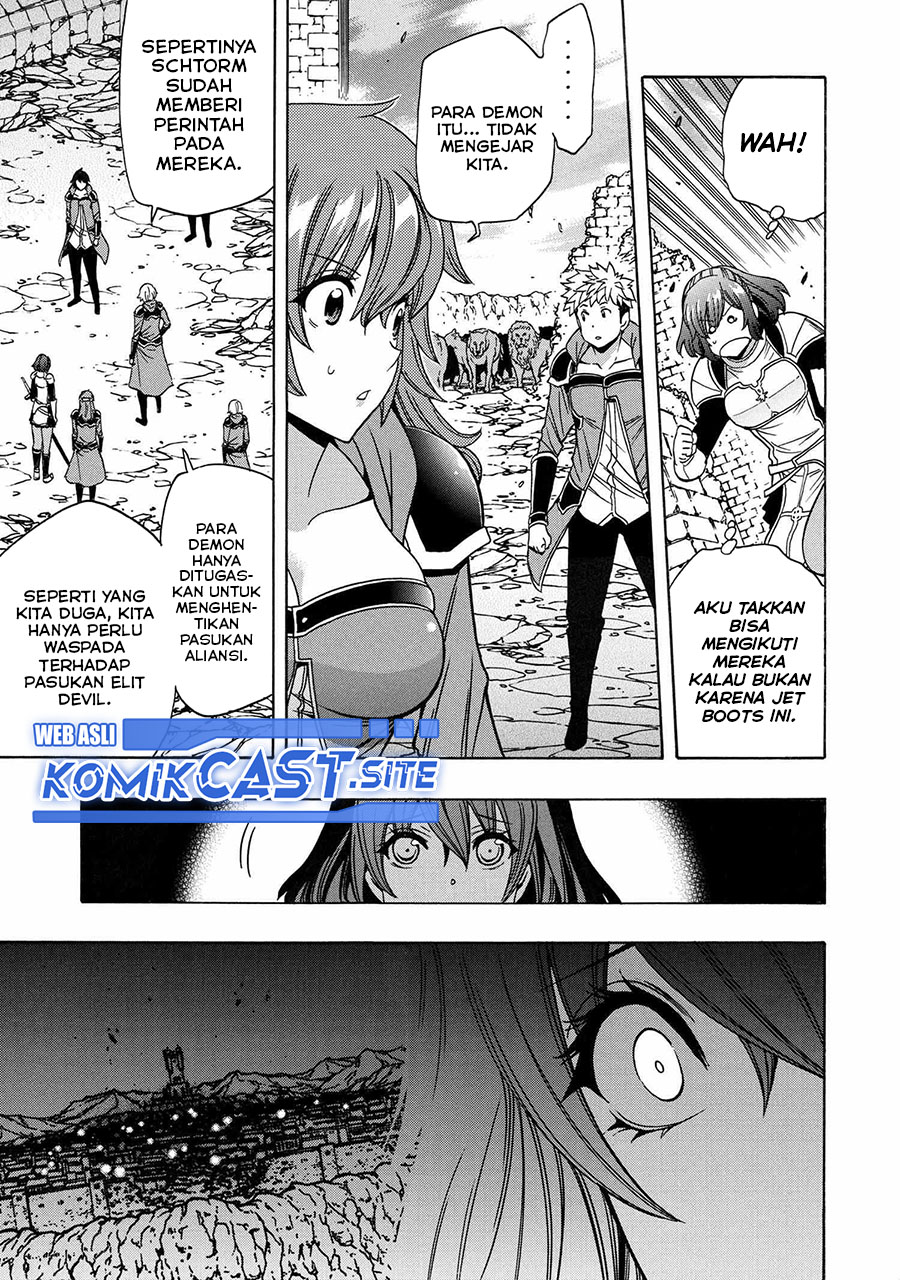 WAH!
AKU TAKKAN
BISA
MENGIKUTI
MEREKA
KALAU BUKAN
KARENA JET
BOOTS INI.
.......
PARA DEMON
ITU... TIDAK
MENGEJAR
KITA.
SEPERTINYA
SCHTORM
SUDAH
MEMBERI
PERINTAH
PADA
MEREKA.
PARA
DEMON
HANYA
DITUGAS-
KAN UNTUK
MENGHEN-
TIKAN
PASUKAN
ALIANSI.
SEPERTI YANG
KITA DUGA, KITA
HANYA PERLU
WASPADA
TERHADAP
PASUKAN ELIT
DEVIL.
WEB ASLI
KOMIKCAST.SITE